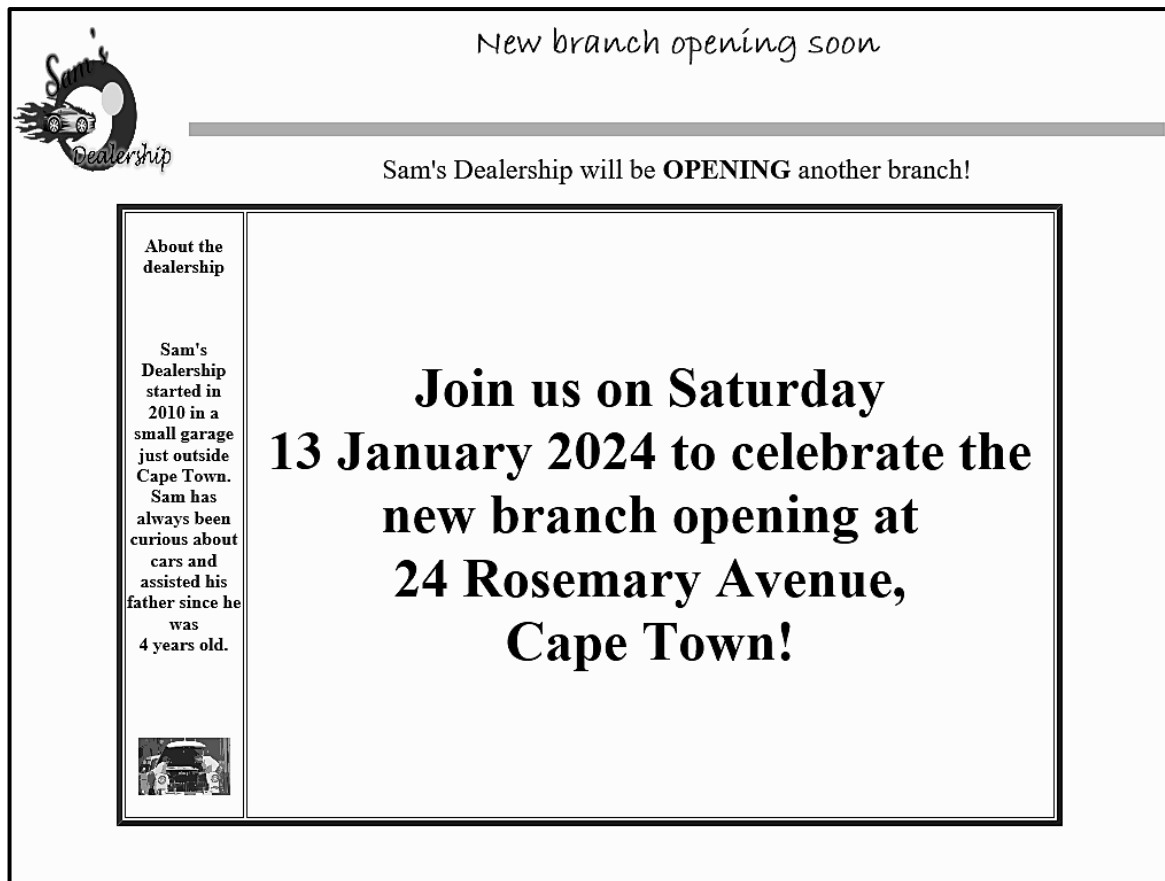 Sam's
Dealership
New branch opening soon
Sam's Dealership will be OPENING another branch!
About the
dealership
Sam's
Dealership
started in
2010 in a
small garage
just outside
Cape Town.
Sam has
always been
curious about
cars and
assisted his
father since he
was
4 years old.
Join us on Saturday
13 January 2024 to celebrate the
new branch opening at
24 Rosemary Avenue,
Cape Town!